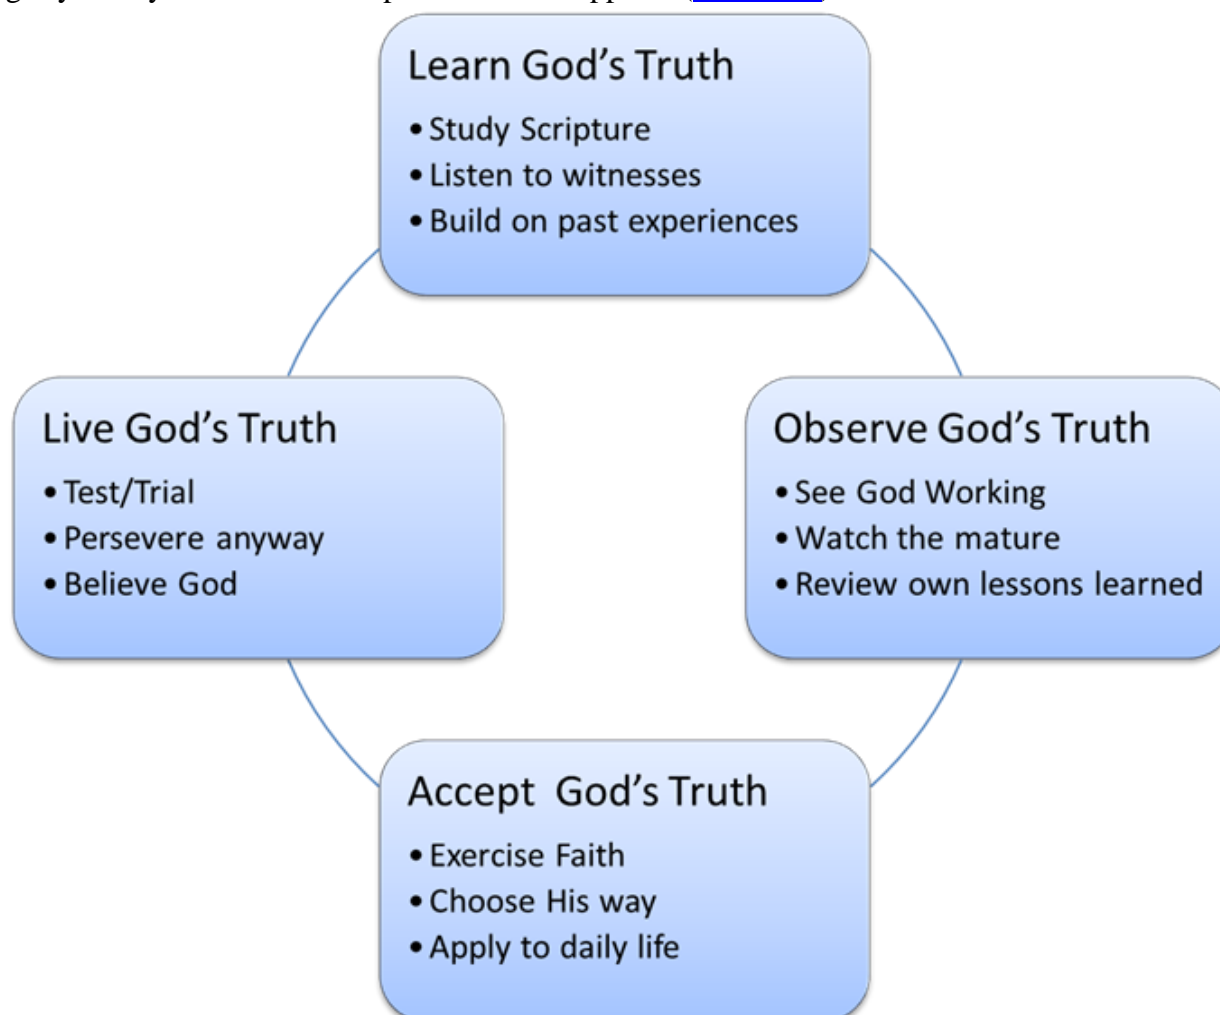 Learn God's Truth
• Study Scripture
• Listen to witnesses
• Build on past experiences
Live God's Truth
• Test/Trial
• Persevere anyway
• Believe God
Observe God's Truth
• See God Working
• Watch the mature
• Review own lessons learned
Accept  God's Truth
• Exercise Faith
• Choose His way
• Apply to daily life